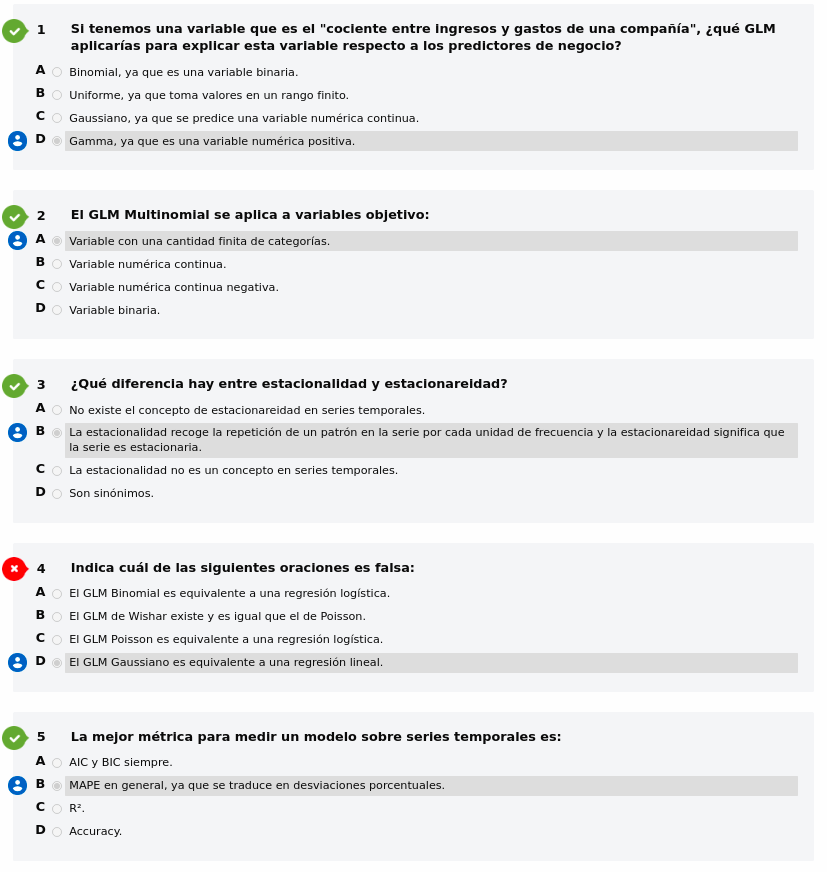 1 Si tenemos una variable que es el "cociente entre ingresos y gastos de una compañía", ¿qué GLM
aplicarías para explicar esta variable respecto a los predictores de negocio?
A Binomial, ya que es una variable binaria.
B Uniforme, ya que toma valores en un rango finito.
C Gaussiano, ya que se predice una variable numérica continua.
D Gamma, ya que es una variable numérica positiva.
2 El GLM Multinomial se aplica a variables objetivo:
A Variable con una cantidad finita de categorías.
B Variable numérica continua.
C Variable numérica continua negativa.
D Variable binaria.
3 ¿Qué diferencia hay entre estacionalidad y estacionareidad?
A No existe el concepto de estacionareidad en series temporales.
B La estacionalidad recoge la repetición de un patrón en la serie por cada unidad de frecuencia y la estacionareidad significa que
la serie es estacionaria.
C La estacionalidad no es un concepto en series temporales.
D Son sinónimos.
4 Indica cuál de las siguientes oraciones es falsa:
A El GLM Binomial es equivalente a una regresión logística.
B El GLM de Wishar existe y es igual que el de Poisson.
C El GLM Poisson es equivalente a una regresión logística.
D El GLM Gaussiano es equivalente a una regresión lineal.
5 La mejor métrica para medir un modelo sobre series temporales es:
A AIC y BIC siempre.
B MAPE en general, ya que se traduce en desviaciones porcentuales.
C R².
D Accuracy.